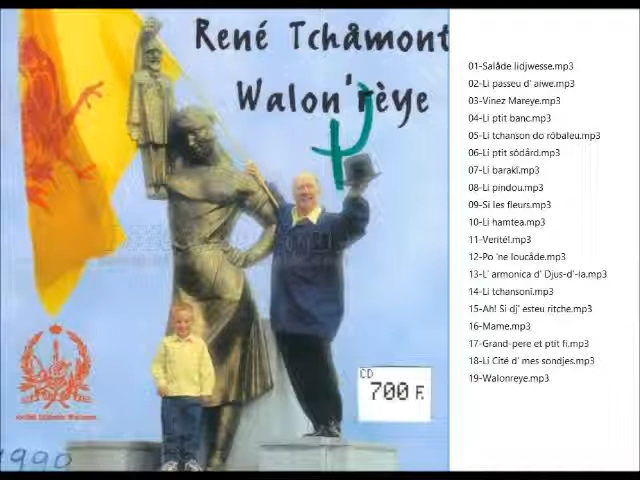 René Tchåmont
Walon'rèye
CD
700 F.
1990
01-Salåde lidjwesse.mp3
02-Li passeu d' aiwe.mp3
03-Vinez Mareye.mp3
04-Li ptit banc.mp3
05-Li tchanson do rôbaleu.mp3
06-Li ptit sôdård.mp3
07-Li barakî.mp3
08-Li pindou.mp3
09-Si les fleurs.mp3
10-Li hamtea.mp3
11-Verité!.mp3
12-Po 'ne loucåde.mp3
13-L' armonica d' Djus-d'-la.mp3
14-Li tchansonî.mp3
15-Ah! Si dj' esteu ritche.mp3
16-Mame.mp3
17-Grand-pere et ptit fi.mp3
18-Li Cité d' mes sondjes.mp3
19-Walonreye.mp3